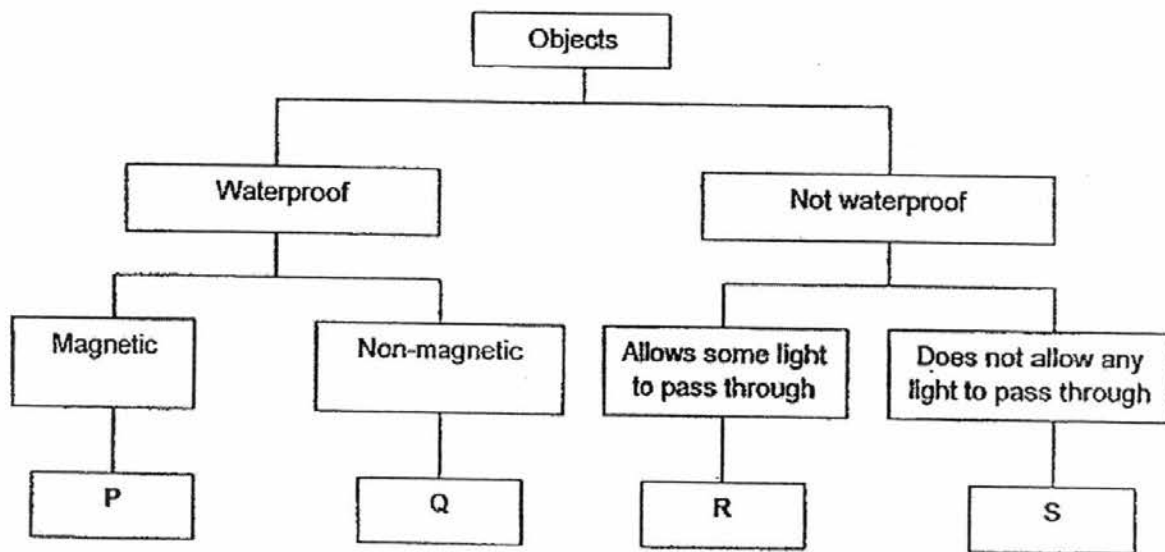 Objects
Waterproof
Not waterproof
Magnetic
Non-magnetic
Allows some light
to pass through
Does not allow any
light to pass through
P
Q
R
S